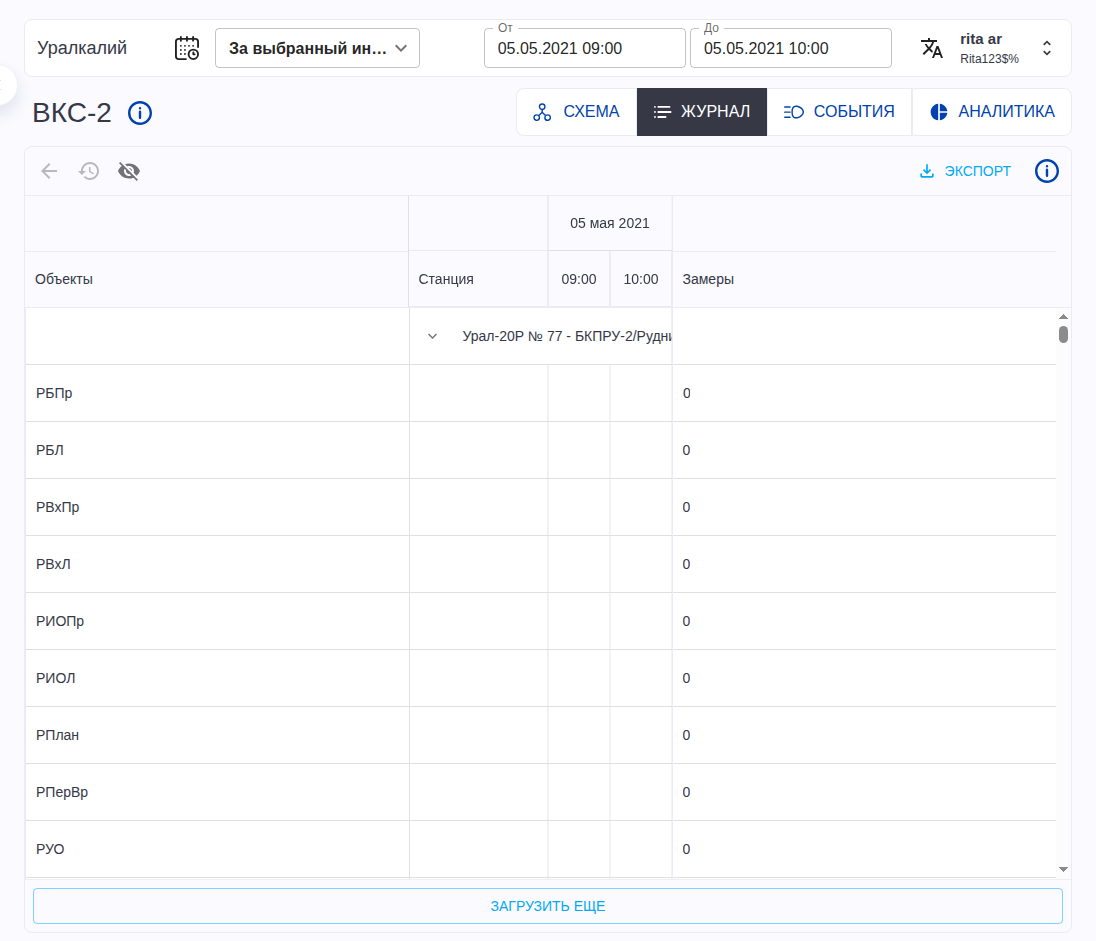 Уралкалий
За выбранный ин...
От
05.05.2021 09:00
До
05.05.2021 10:00
rita ar
Rita123$%
ВКС-2
СХЕМА
ЖУРНАЛ
СОБЫТИЯ
АНАЛИТИКА
ЭКСПОРТ
05 мая 2021
Объекты Станция 09:00 10:00 Замеры
Урал-20Р № 77 - БКПРУ-2/Рудни
РБПр 0
РБЛ 0
РВхПр 0
РВхЛ 0
РИОПр 0
РИОЛ 0
РПлан 0
РПерВр 0
РУО 0
ЗАГРУЗИТЬ ЕЩЕ